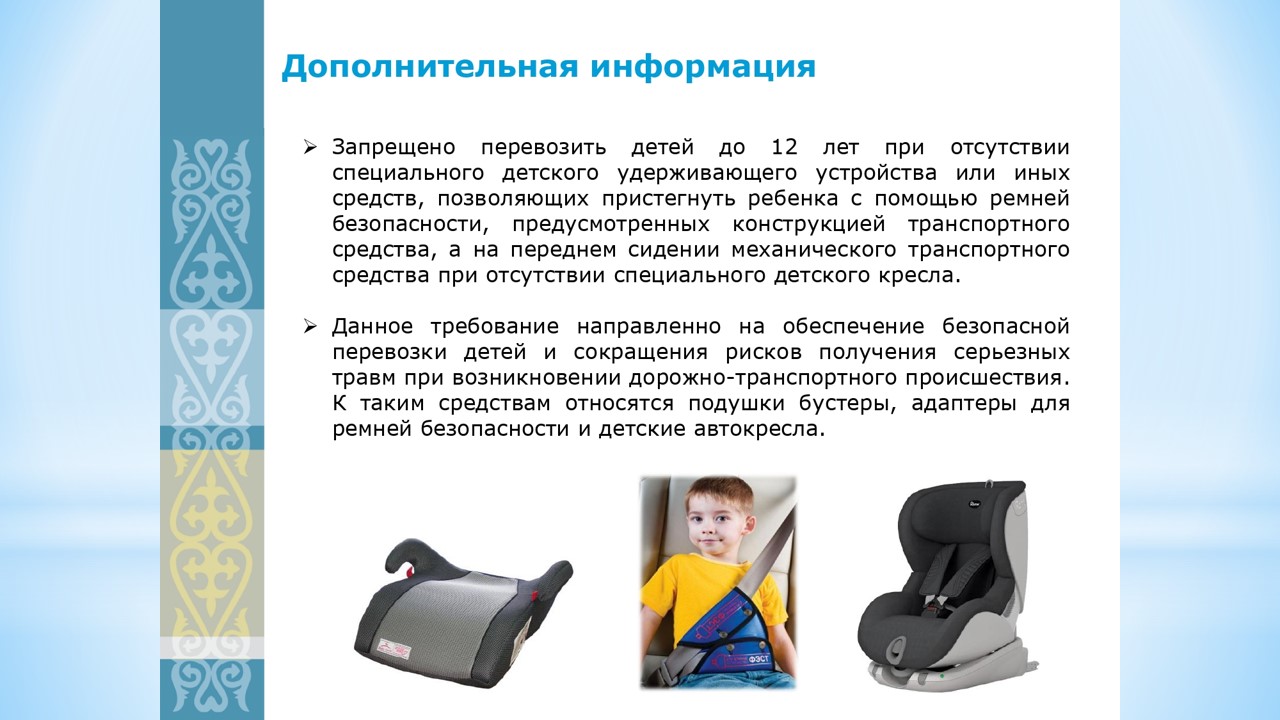 Дополнительная информация
Запрещено перевозить детей до 12 лет при отсутствии
специального детского удерживающего устройства или иных
средств, позволяющих пристегнуть ребенка с помощью ремней
безопасности, предусмотренных конструкцией транспортного
средства, а на переднем сидении механического транспортного
средства при отсутствии специального детского кресла.
Данное требование направленно на обеспечение безопасной
перевозки детей и сокращения рисков получения серьезных
травм при возникновении дорожно-транспортного происшествия.
К таким средствам относятся подушки бустеры, адаптеры для
ремней безопасности и детские автокресла.
ФЭСТ